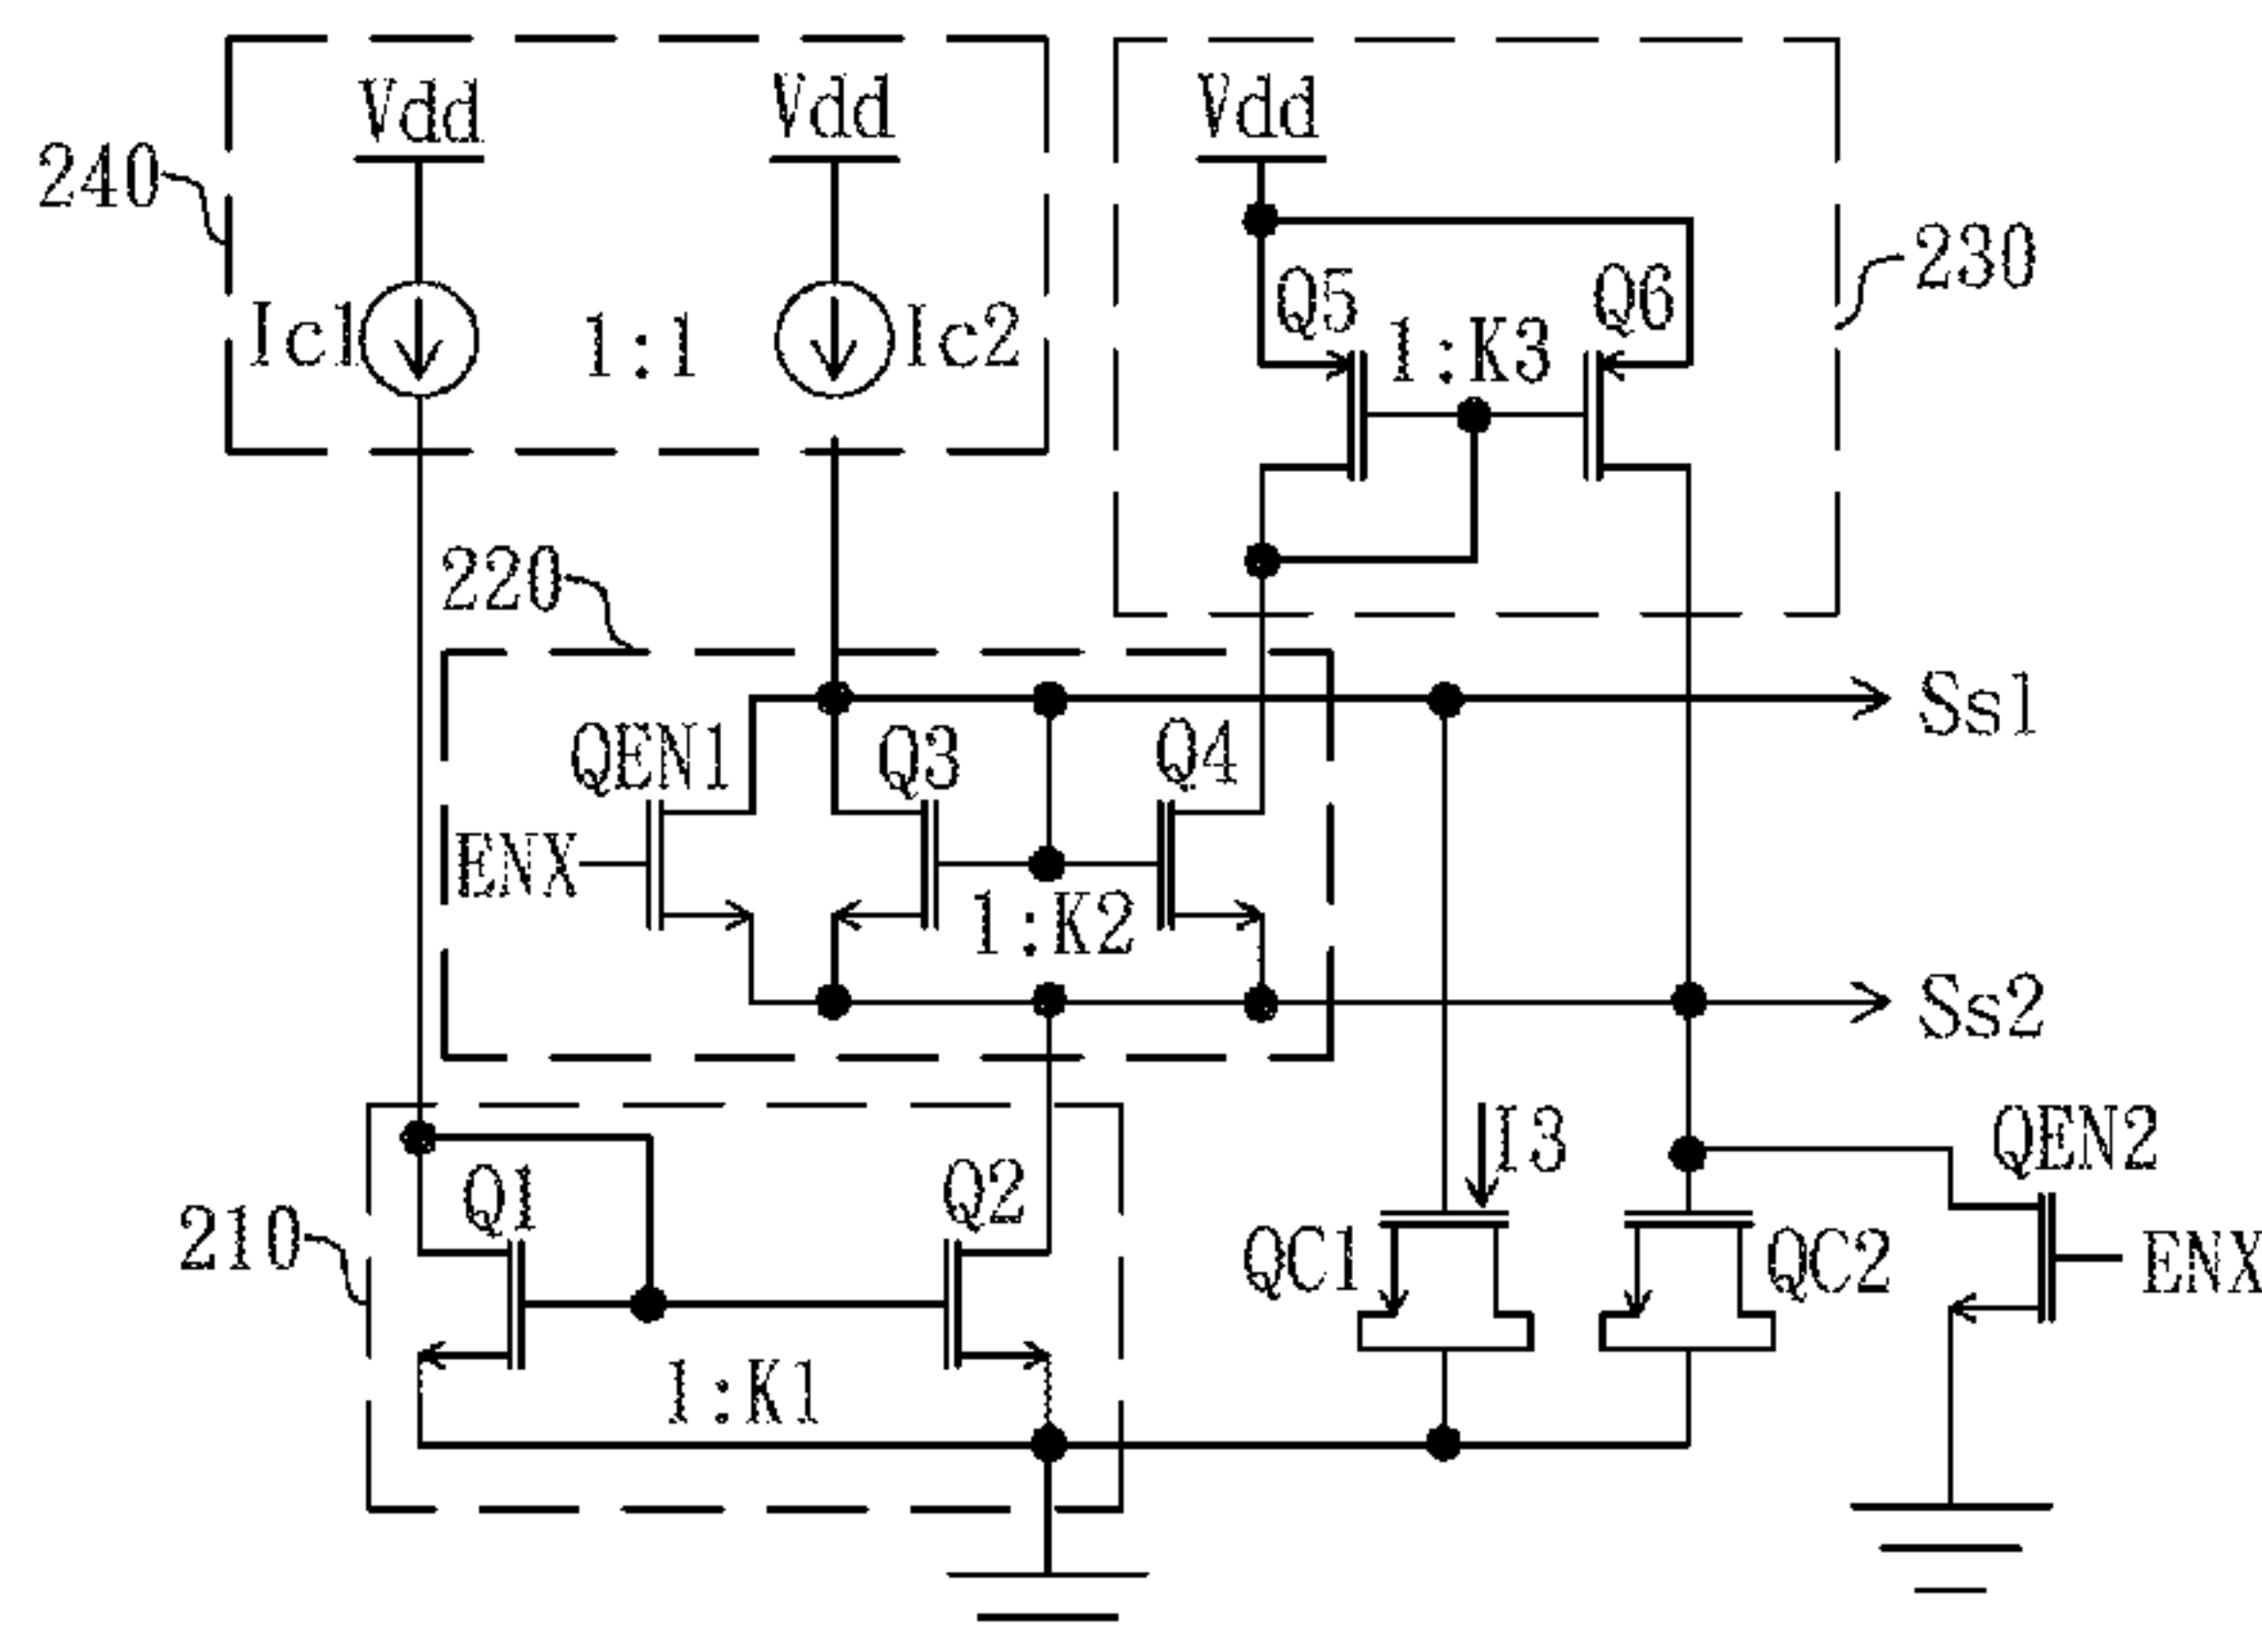 Vdd Vdd Vdd
240
230
Q5 Q6
Ic1 1:1 Ic2 1:K3
220
Ss1
QEN1 Q3 Q4
ENX
1:K2
Ss2
I3 QEN2
Q1 Q2
210
QC1 QC2 ENX
1:K1